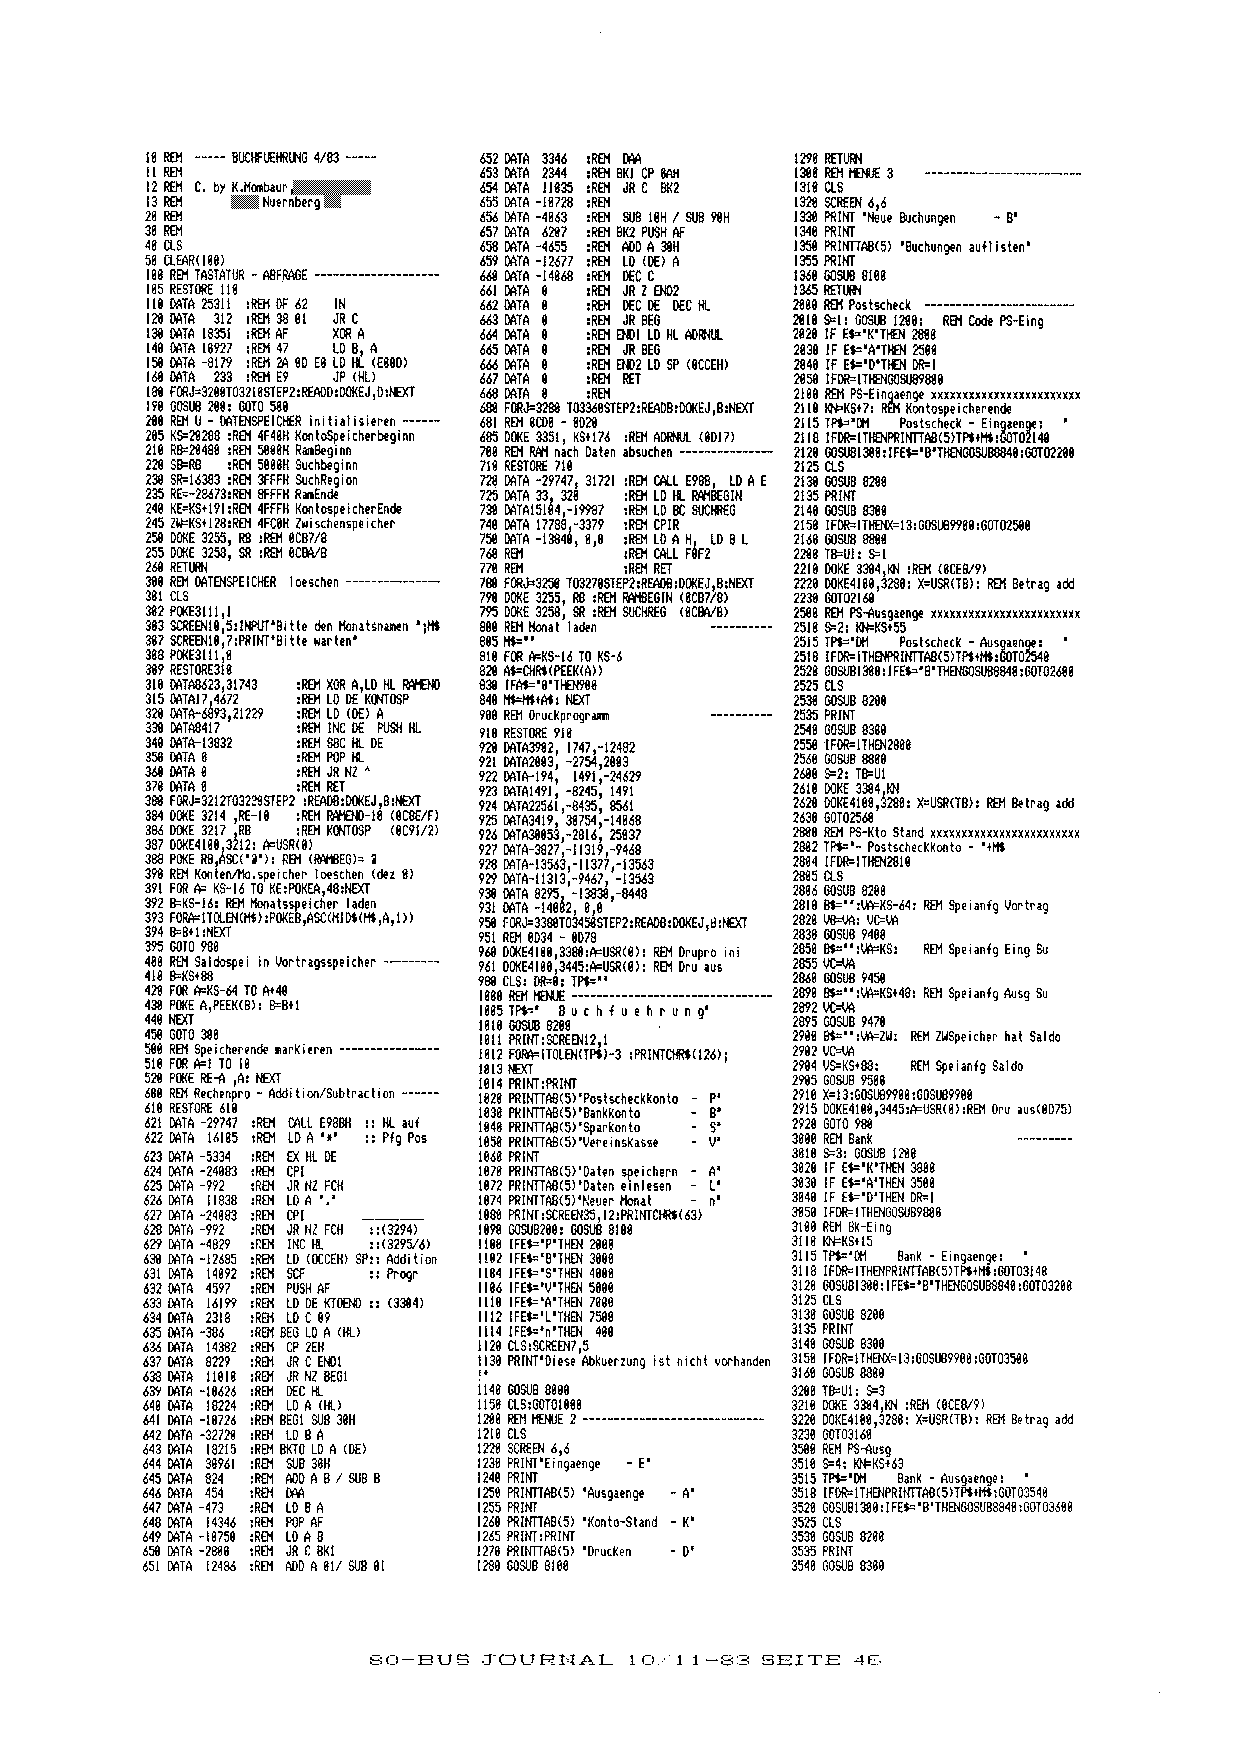 10 REM ----- BUCHFUEHRUNG 4/83 -----
11 REM
12 REM C. by K.Mombaur,
13 REM Nuernberg
20 REM
30 REM
40 CLS
50 CLEAR(100)
100 REM TASTATUR - ABFRAGE --------------------
105 RESTORE 110
110 DATA 25311 :REM DF 62 IN
120 DATA 312 :REM 38 01 JR C
130 DATA 18351 :REM AF XOR A
140 DATA 10927 :REM 47 LD B, A
150 DATA -8179 :REM 2A 0D E0 LD HL (E00D)
160 DATA 233 :REM E9 JP (HL)
180 FORJ=3200TO3210STEP2:READD:DOKEJ,D:NEXT
190 GOSUB 200: GOTO 500
200 REM U - DATENSPEICHER initialisieren ------
205 KS=20288 :REM 4F40H KontoSpeicherbeginn
210 RB=20480 :REM 5000H RamBeginn
220 SB=RB :REM 5000H Suchbeginn
230 SR=16383 :REM 3FFFH SuchRegion
235 RE=-28673:REM 8FFFH RamEnde
240 KE=KS+191:REM 4FFFH KontospeicherEnde
245 ZW=KS+128:REM 4FC0H Zwischenspeicher
250 DOKE 3255, RB :REM 0CB7/8
255 DOKE 3258, SR :REM 0CBA/B
260 RETURN
300 REM DATENSPEICHER loeschen ---------------
301 CLS
302 POKE3111,1
303 SCREEN10,5:INPUT"Bitte den Monatsnamen ";M$
307 SCREEN10,7:PRINT"Bitte warten"
308 POKE3111,0
309 RESTORE310
310 DATA8623,31743 :REM XOR A,LD HL RAMEND
315 DATA17,4672 :REM LD DE KONTOSP
320 DATA-6893,21229 :REM LD (DE) A
330 DATA8417 :REM INC DE PUSH HL
340 DATA-13832 :REM SBC HL DE
350 DATA 0 :REM POP HL
360 DATA 0 :REM JR NZ ^
370 DATA 0 :REM RET
380 FORJ=3212TO3228STEP2 :READB:DOKEJ,B:NEXT
384 DOKE 3214 ,RE-10 :REM RAMEND-10 (0C8E/F)
386 DOKE 3217 ,RB :REM KONTOSP (0C91/2)
387 DOKE4100,3212: A=USR(0)
388 POKE RB,ASC("0"): REM (RAMBEG)= 0
390 REM Konten/Mo.speicher loeschen (dez 0)
391 FOR A= KS-16 TO KE:POKEA,48:NEXT
392 B=KS-16: REM Monatsspeicher laden
393 FORA=1TOLEN(M$):POKEB,ASC(MID$(M$,A,1))
394 B=B+1:NEXT
395 GOTO 980
400 REM Saldospei in Vortragsspeicher ---------
410 B=KS+88
420 FOR A=KS-64 TO A+40
430 POKE A,PEEK(B): B=B+1
440 NEXT
450 GOTO 300
500 REM Speicherende markieren ----------------
510 FOR A=1 TO 10
520 POKE RE-A ,A: NEXT
600 REM Rechenpro - Addition/Subtraction ------
610 RESTORE 610
621 DATA -29747 :REM CALL E98BH :: HL auf
622 DATA 16105 :REM LD A "*" :: Pfg Pos
623 DATA -5334 :REM EX HL DE
624 DATA -24083 :REM CPI
625 DATA -992 :REM JR NZ FCH
626 DATA 11838 :REM LD A "."
627 DATA -24083 :REM CPI
628 DATA -992 :REM JR NZ FCH ::(3294)
629 DATA -4829 :REM INC HL ::(3295/6)
630 DATA -12685 :REM LD (OCCEH) SP:: Addition
631 DATA 14092 :REM SCF :: Progr
632 DATA 4597 :REM PUSH AF
633 DATA 16199 :REM LD DE KTOEND :: (3304)
634 DATA 2318 :REM LD C 09
635 DATA -386 :REM BEG LD A (HL)
636 DATA 14382 :REM CP 2EH
637 DATA 8229 :REM JR C END1
638 DATA 11010 :REM JR NZ BEG1
639 DATA -10626 :REM DEC HL
640 DATA 18224 :REM LD A (HL)
641 DATA -10726 :REM BEG1 SUB 30H
642 DATA -32720 :REM LD B A
643 DATA 18215 :REM BKTO LD A (DE)
644 DATA 30961 :REM SUB 30H
645 DATA 824 :REM ADD A B / SUB B
646 DATA 454 :REM DAA
647 DATA -473 :REM LD B A
648 DATA 14346 :REM POP AF
649 DATA -18750 :REM LD A B
650 DATA -2808 :REM JR C BK1
651 DATA 12486 :REM ADD A 01/ SUB 01
652 DATA 3346 :REM DAA
653 DATA 2344 :REM BK1 CP 0AH
654 DATA 11035 :REM JR C BK2
655 DATA -18728 :REM
656 DATA -4863 :REM SUB 10H / SUB 90H
657 DATA 6207 :REM BK2 PUSH AF
658 DATA -4655 :REM ADD A 30H
659 DATA -12677 :REM LD (DE) A
660 DATA -14068 :REM DEC C
661 DATA 0 :REM JR Z END2
662 DATA 0 :REM DEC DE DEC HL
663 DATA 0 :REM JR BEG
664 DATA 0 :REM END1 LD HL ADRNUL
665 DATA 0 :REM JR BEG
666 DATA 0 :REM END2 LD SP (0CCEH)
667 DATA 0 :REM RET
668 DATA 0 :REM
680 FORJ=3280 TO3360STEP2:READB:DOKEJ,B:NEXT
681 REM 0CD0 - 0D20
685 DOKE 3351, KS+176 :REM ADRNUL (0D17)
700 REM RAM nach Daten absuchen ---------------
710 RESTORE 710
720 DATA -29747, 31721 :REM CALL E98B, LD A E
725 DATA 33, 320 :REM LD HL RAMBEGIN
730 DATA15104,-19987 :REM LD BC SUCHREG
740 DATA 17789,-3379 :REM CPIR
750 DATA -13840, 0,0 :REM LD A H, LD B L
760 REM :REM CALL F0F2
770 REM :REM RET
780 FORJ=3250 TO3270STEP2:READB:DOKEJ,B:NEXT
790 DOKE 3255, RB :REM RAMBEGIN (0CB7/8)
795 DOKE 3258, SR :REM SUCHREG (0CBA/B)
800 REM Monat laden ----------
805 M$=""
810 FOR A=KS-16 TO KS-6
820 A$=CHR$(PEEK(A))
830 IFA$="0"THEN900
840 M$=M$+A$: NEXT
900 REM Druckprogramm ----------
910 RESTORE 910
920 DATA3902, 1747,-12482
921 DATA2003, -2754,2003
922 DATA-194, 1491,-24629
923 DATA1491, -8245, 1491
924 DATA22561,-8435, 8561
925 DATA3419, 30754,-14068
926 DATA30053,-2816, 25037
927 DATA-3827,-11319,-9468
928 DATA-13563,-11377,-13563
929 DATA-11313,-9467, -13563
930 DATA 8295, -13830,-8448
931 DATA -14082, 0,0
950 FORJ=3380TO3450STEP2:READB:DOKEJ,B:NEXT
951 REM 0D34 - 0D78
960 DOKE4100,3380:A=USR(0): REM Drupro ini
961 DOKE4100,3445:A=USR(0): REM Dru aus
980 CLS: DR=0: TP$=""
1000 REM MENUE --------------------------------
1005 TP$=" B u c h f u e h r u n g"
1010 GOSUB 8200
1011 PRINT:SCREEN12,1
1012 FORA=1TOLEN(TP$)-3 :PRINTCHR$(126);
1013 NEXT
1014 PRINT:PRINT
1020 PRINTTAB(5)"PostscheckKonto - P"
1030 PRINTTAB(5)"BankKonto - B"
1040 PRINTTAB(5)"Sparkonto - S"
1050 PRINTTAB(5)"VereinsKasse - V"
1060 PRINT
1070 PRINTTAB(5)"Daten speichern - A"
1072 PRINTTAB(5)"Daten einlesen - L"
1074 PRINTTAB(5)"Neuer Monat - n"
1080 PRINT:SCREEN35,12:PRINTCHR$(63)
1090 GOSUB200: GOSUB 8100
1100 IFE$="P"THEN 2000
1102 IFE$="B"THEN 3000
1104 IFE$="S"THEN 4000
1106 IFE$="V"THEN 5000
1110 IFE$="A"THEN 7000
1112 IFE$="L"THEN 7500
1114 IFE$="n"THEN 400
1120 CLS:SCREEN7,5
1130 PRINT"Diese Abkuerzung ist nicht vorhanden
!"
1140 GOSUB 8000
1150 CLS:GOTO1000
1200 REM MENUE 2 -----------------------------
1210 CLS
1220 SCREEN 6,6
1230 PRINT"Eingaenge - E"
1240 PRINT
1250 PRINTTAB(5) "Ausgaenge - A"
1255 PRINT
1260 PRINTTAB(5) "Konto-Stand - K"
1265 PRINT:PRINT
1270 PRINTTAB(5) "Drucken - D"
1280 GOSUB 8100
1290 RETURN
1300 REM MENUE 3 -------------------------
1310 CLS
1320 SCREEN 6,6
1330 PRINT "Neue Buchungen - B"
1340 PRINT
1350 PRINTTAB(5) "Buchungen auflisten"
1355 PRINT
1360 GOSUB 8100
1365 RETURN
2000 REM Postscheck ------------------------
2010 S=1: GOSUB 1200: REM Code PS-Eing
2020 IF E$="K"THEN 2800
2030 IF E$="A"THEN 2500
2040 IF E$="D"THEN DR=1
2050 IFDR=1THENGOSUB9800
2100 REM PS-Eingaenge xxxxxxxxxxxxxxxxxxxxxxxx
2110 KN=KS+7: REM Kontospeicherende
2115 TP$="DM Postscheck - Eingaenge: "
2118 IFDR=1THENPRINTTAB(5)TP$+M$:GOTO2140
2120 GOSUB1300:IFE$="B"THENGOSUB8840:GOTO2200
2125 CLS
2130 GOSUB 8200
2135 PRINT
2140 GOSUB 8300
2150 IFDR=1THENX=13:GOSUB9900:GOTO2500
2160 GOSUB 8800
2200 TB=U1: S=1
2210 DOKE 3304,KN :REM (0CE8/9)
2220 DOKE4100,3280: X=USR(TB): REM Betrag add
2230 GOTO2160
2500 REM PS-Ausgaenge xxxxxxxxxxxxxxxxxxxxxxxx
2510 S=2: KN=KS+55
2515 TP$="DM Postscheck - Ausgaenge: "
2518 IFDR=1THENPRINTTAB(5)TP$+M$:GOTO2540
2520 GOSUB1300:IFE$="B"THENGOSUB8840:GOTO2600
2525 CLS
2530 GOSUB 8200
2535 PRINT
2540 GOSUB 8300
2550 IFDR=1THEN2800
2560 GOSUB 8800
2600 S=2: TB=U1
2610 DOKE 3304,KN
2620 DOKE4100,3280: X=USR(TB): REM Betrag add
2630 GOTO2560
2800 REM PS-Kto Stand xxxxxxxxxxxxxxxxxxxxxxxx
2802 TP$="- PostscheckKonto - "+M$
2804 IFDR=1THEN2810
2805 CLS
2806 GOSUB 8200
2810 B$="":VA=KS-64: REM Speianfg Vortrag
2820 VB=VA: VC=VA
2830 GOSUB 9400
2850 B$="":VA=KS: REM Speianfg Eing Su
2855 VC=VA
2860 GOSUB 9450
2890 B$="":VA=KS+48: REM Speianfg Ausg Su
2892 VC=VA
2895 GOSUB 9470
2900 B$="":VA=ZW: REM ZWSpeicher hat Saldo
2902 VC=VA
2904 VS=KS+88: REM Speianfg Saldo
2905 GOSUB 9500
2910 X=13:GOSUB9900:GOSUB9900
2915 DOKE4100,3445:A=USR(0):REM Dru aus(0D75)
2920 GOTO 980
3000 REM Bank ---------
3010 S=3: GOSUB 1200
3020 IF E$="K"THEN 3800
3030 IF E$="A"THEN 3500
3040 IF E$="D"THEN DR=1
3050 IFDR=1THENGOSUB9800
3100 REM BK-Eing
3110 KN=KS+15
3115 TP$="DM Bank - Eingaenge: "
3118 IFDR=1THENPRINTTAB(5)TP$+M$:GOTO3140
3120 GOSUB1300:IFE$="B"THENGOSUB8840:GOTO3200
3125 CLS
3130 GOSUB 8200
3135 PRINT
3140 GOSUB 8300
3150 IFDR=1THENX=13:GOSUB9900:GOTO3500
3160 GOSUB 8800
3200 TB=U1: S=3
3210 DOKE 3304,KN :REM (0CE8/9)
3220 DOKE4100,3280: X=USR(TB): REM Betrag add
3230 GOTO3160
3500 REM PS-Ausg
3510 S=4: KN=KS+63
3515 TP$="DM Bank - Ausgaenge: "
3518 IFDR=1THENPRINTTAB(5)TP$+M$:GOTO3540
3520 GOSUB1300:IFE$="B"THENGOSUB8840:GOTO3600
3525 CLS
3530 GOSUB 8200
3535 PRINT
3540 GOSUB 8300
80-BUS JOURNAL 10/11-83 SEITE 46